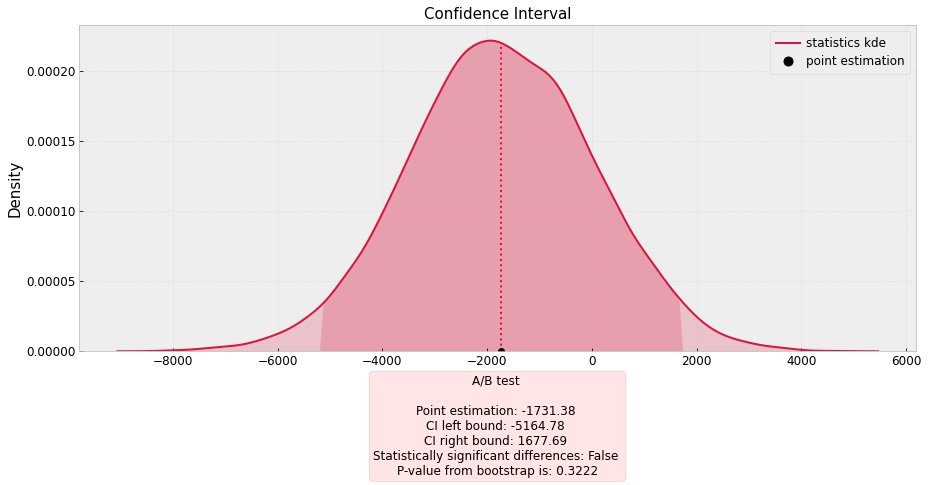 Confidence Interval
statistics kde
point estimation
Density
0.00020
0.00015
0.00010
0.00005
0.00000
−8000 −6000 −4000 −2000 0 2000 4000 6000
A/B test
Point estimation: -1731.38
CI left bound: -5164.78
CI right bound: 1677.69
Statistically significant differences: False
P-value from bootstrap is: 0.3222